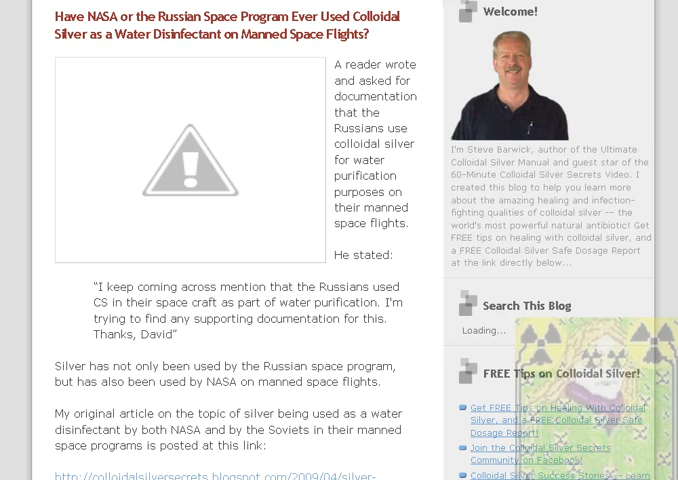 Have NASA or the Russian Space Program Ever Used Colloidal
Silver as a Water Disinfectant on Manned Space Flights?
A reader wrote
and asked for
documentation
that the
Russians use
colloidal silver
for water
purification
purposes on
their manned
space flights.
He stated:
"I keep coming across mention that the Russians used
CS in their space craft as part of water purification. I'm
trying to find any supporting documentation for this.
Thanks, David"
Silver has not only been used by the Russian space program,
but has also been used by NASA on manned space flights.
My original article on the topic of silver being used as a water
disinfectant by both NASA and by the Soviets in their manned
space programs is posted at this link:
http://colloidalsilversecrets.blogspot.com/2009/04/silver-
Welcome!
I'm Steve Barwick, author of the Ultimate
Colloidal Silver Manual and guest star of the
60-Minute Colloidal Silver Secrets Video. I
created this blog to help you learn more
about the amazing healing and infection-
fighting qualities of colloidal silver -- the
world's most powerful natural antibiotic! Get
FREE tips on healing with colloidal silver, and
a FREE Colloidal Silver Safe Dosage Report
at the link directly below...
Search This Blog
Loading...
FREE Tips on Colloidal Silver!
Get FREE Tips on Healing With Colloidal
Silver, and a FREE Colloidal Silver Safe
Dosage Report!
Join the Colloidal Silver Secrets
Community on Facebook!
Colloidal Silver Success Stories -- Learn